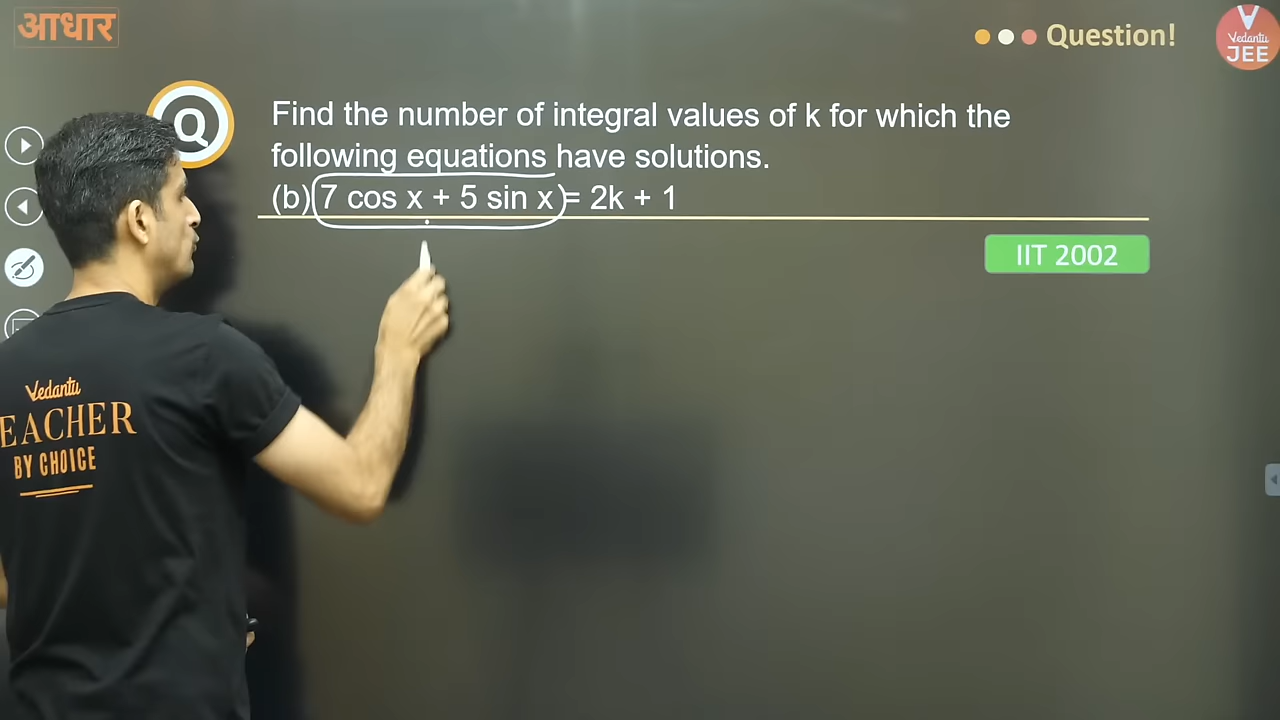 आधार
Question!
Vedantu
JEE
Q
Find the number of integral values of k for which the
following equations have solutions.
(b) 7 cos x + 5 sin x = 2k + 1
IIT 2002
Vedantu
EACHER
BY CHOICE